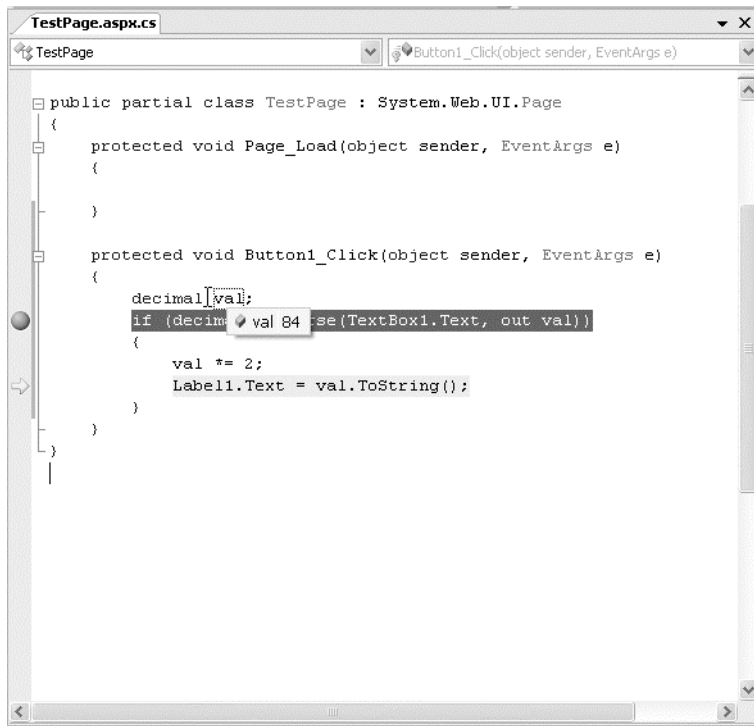 TestPage.aspx.cs
TestPage
Button1_Click(object sender, EventArgs e)
public partial class TestPage : System.Web.UI.Page
{
protected void Page_Load(object sender, EventArgs e)
{
}
protected void Button1_Click(object sender, EventArgs e)
{
decimal val;
if (decim val 84 rse(TextBox1.Text, out val))
{
val *= 2;
Label1.Text = val.ToString();
}
}
}